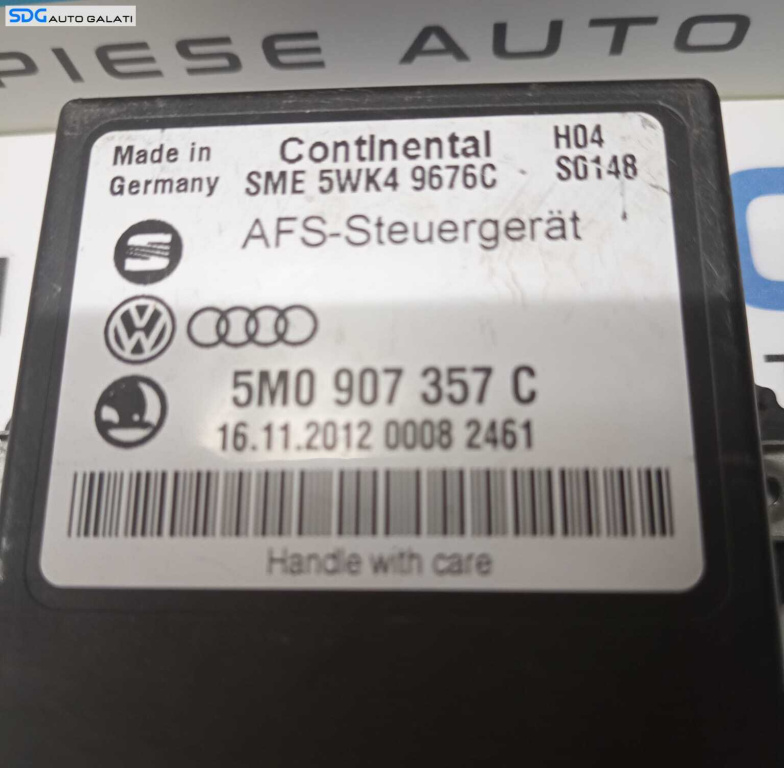 SDG AUTO GALATI
PIESE AUTO
Made in
Germany
Continental
SME 5WK4 9676C
H04
S0148
AFS-Steuergerät
5M0 907 357 C
16.11.2012 0008 2461
Handle with care